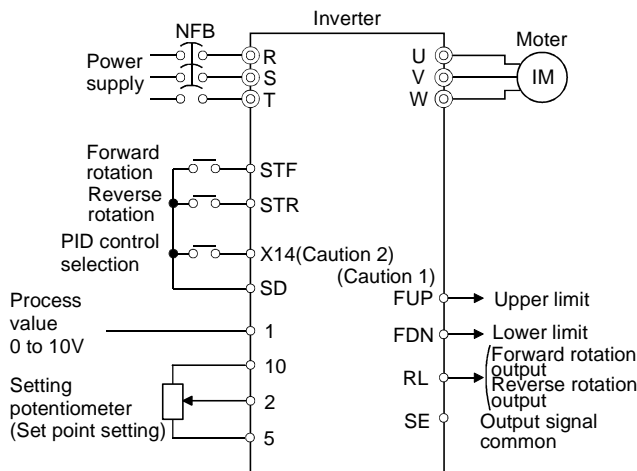 Inverter
NFB
Power
supply
R
S
T
U
V
W
Moter
IM
Forward
rotation
STF
Reverse
rotation
STR
PID control
selection
X14(Caution 2)
(Caution 1)
SD
FUP
Upper limit
Process
value
0 to 10V
1
FDN
Lower limit
RL
Forward rotation
output
Reverse rotation
output
10
Setting
potentiometer
(Set point setting)
2
5
SE
Output signal
common